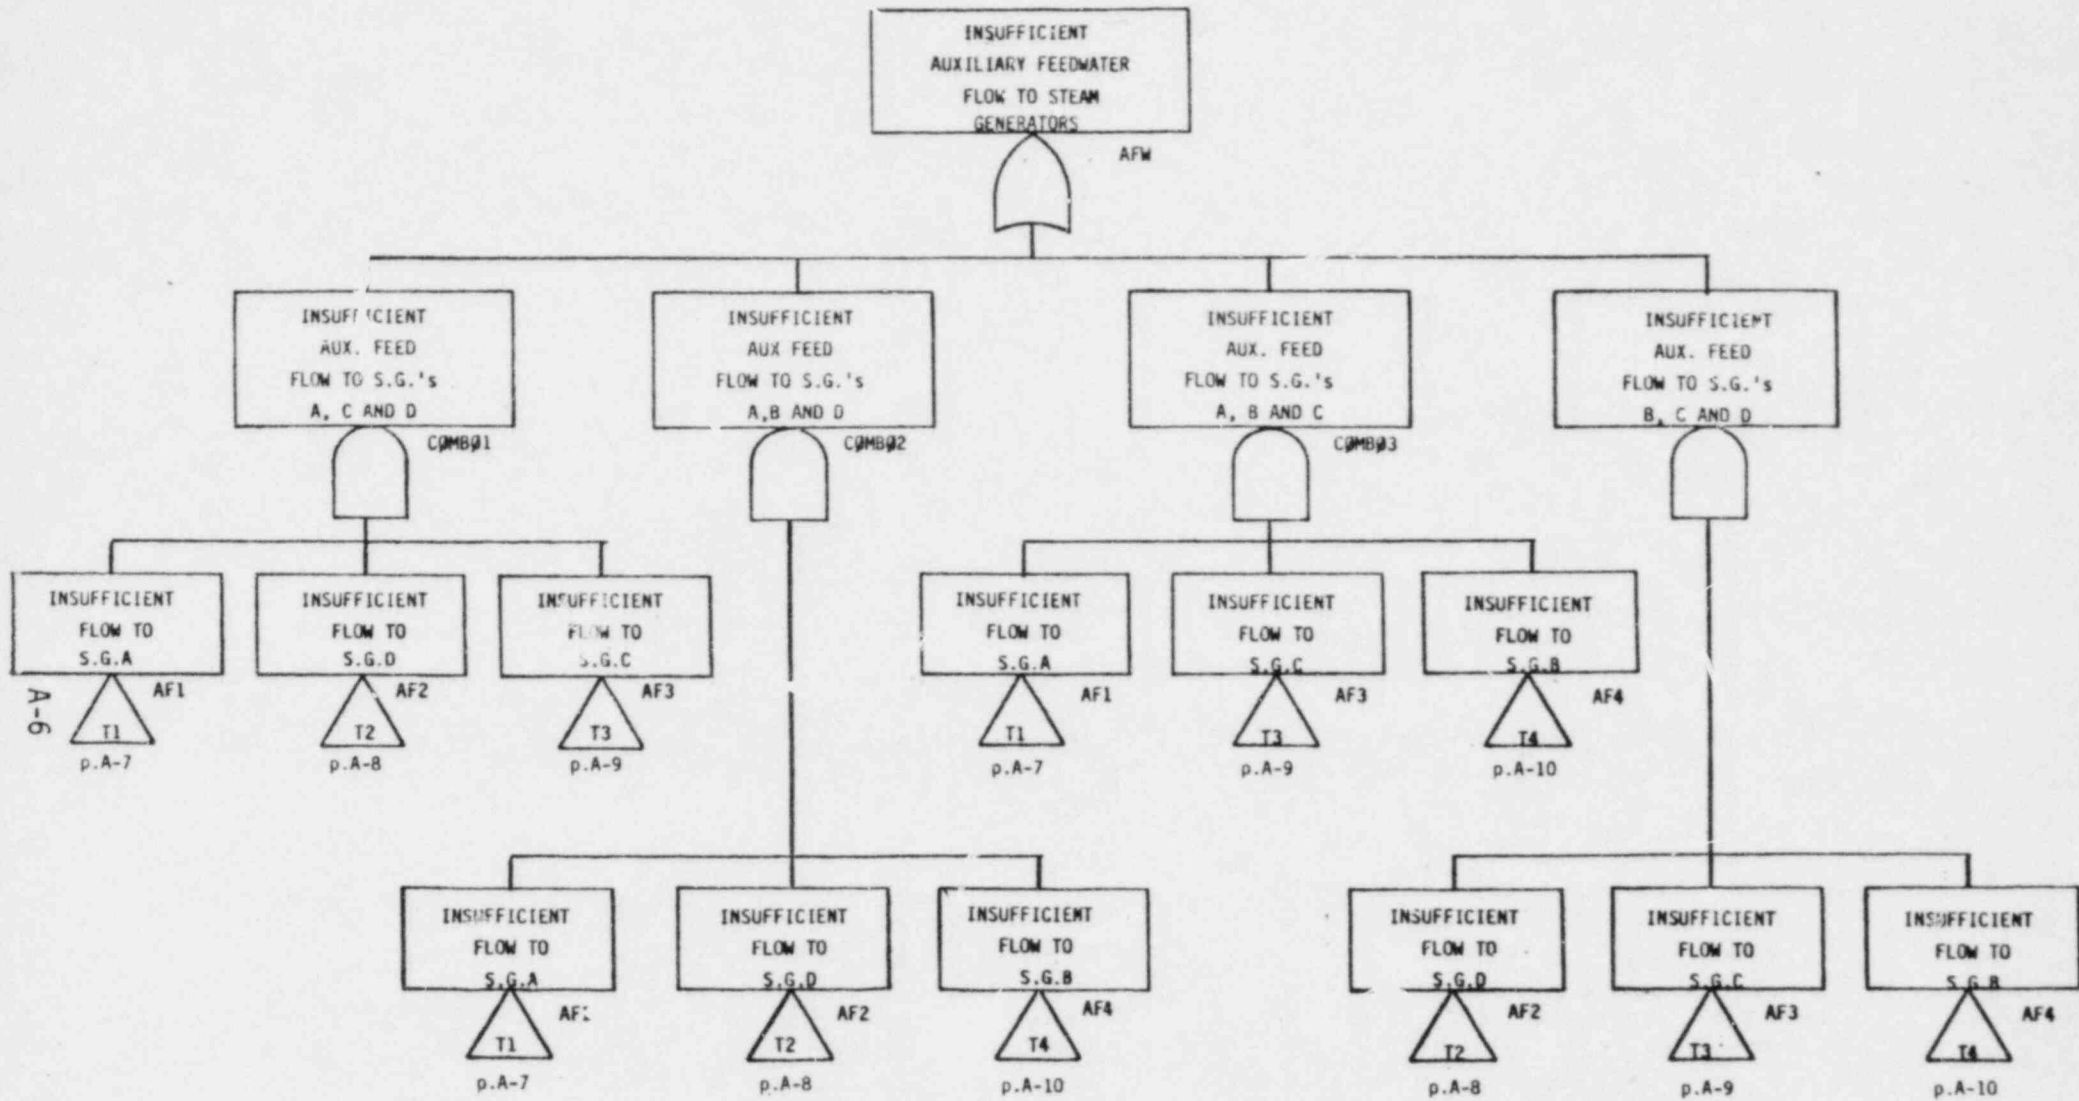 INSUFFICIENT
AUXILIARY FEEDWATER
FLOW TO STEAM
GENERATORS
AFW
INSUFFICIENT
AUX. FEED
FLOW TO S.G.'s
A, C AND D
CØMBØ1
INSUFFICIENT
AUX FEED
FLOW TO S.G.'s
A,B AND D
CØMBØ2
INSUFFICIENT
AUX. FEED
FLOW TO S.G.'s
A, B AND C
CØMBØ3
INSUFFICIENT
AUX. FEED
FLOW TO S.G.'s
B, C AND D
INSUFFICIENT
FLOW TO
S.G.A
AF1
T1
p.A-7
INSUFFICIENT
FLOW TO
S.G.D
AF2
T2
p.A-8
INSUFFICIENT
FLOW TO
S.G.C
AF3
T3
p.A-9
INSUFFICIENT
FLOW TO
S.G.A
AF1
T1
p.A-7
INSUFFICIENT
FLOW TO
S.G.C
AF3
T3
p.A-9
INSUFFICIENT
FLOW TO
S.G.B
AF4
T4
p.A-10
A-6
INSUFFICIENT
FLOW TO
S.G.A
AF1
T1
p.A-7
INSUFFICIENT
FLOW TO
S.G.D
AF2
T2
p.A-8
INSUFFICIENT
FLOW TO
S.G.B
AF4
T4
p.A-10
INSUFFICIENT
FLOW TO
S.G.D
AF2
T2
p.A-8
INSUFFICIENT
FLOW TO
S.G.C
AF3
T3
p.A-9
INSUFFICIENT
FLOW TO
S.G.B
AF4
T4
p.A-10